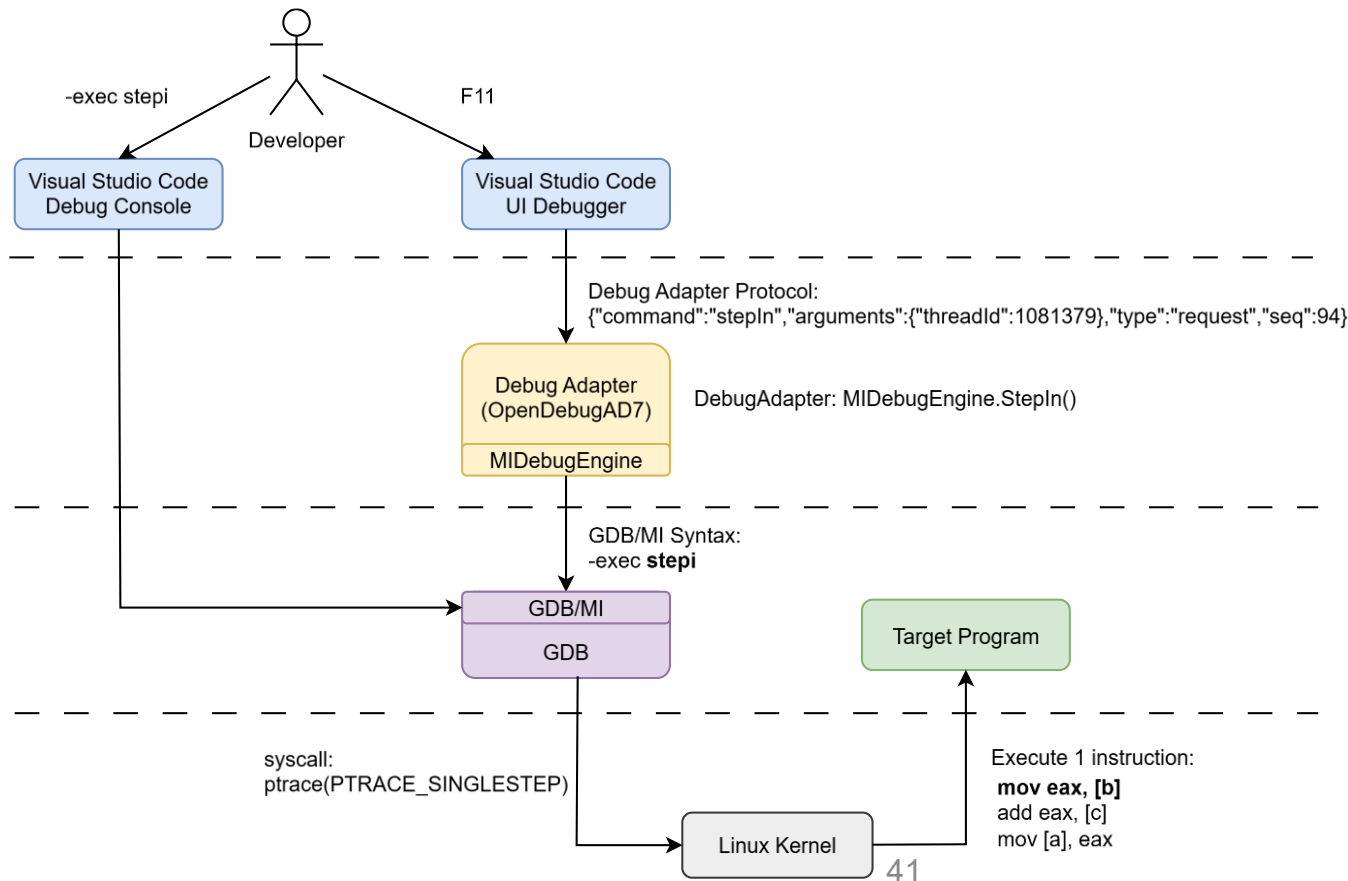 -exec stepi
F11
Developer
Visual Studio Code
Debug Console
Visual Studio Code
UI Debugger
Debug Adapter Protocol:
{"command":"stepIn","arguments":{"threadId":1081379},"type":"request","seq":94}
Debug Adapter
(OpenDebugAD7)
DebugAdapter: MIDebugEngine.StepIn()
MIDebugEngine
GDB/MI Syntax:
-exec stepi
GDB/MI
GDB
Target Program
syscall:
ptrace(PTRACE_SINGLESTEP)
Execute 1 instruction:
mov eax, [b]
add eax, [c]
mov [a], eax
Linux Kernel
41